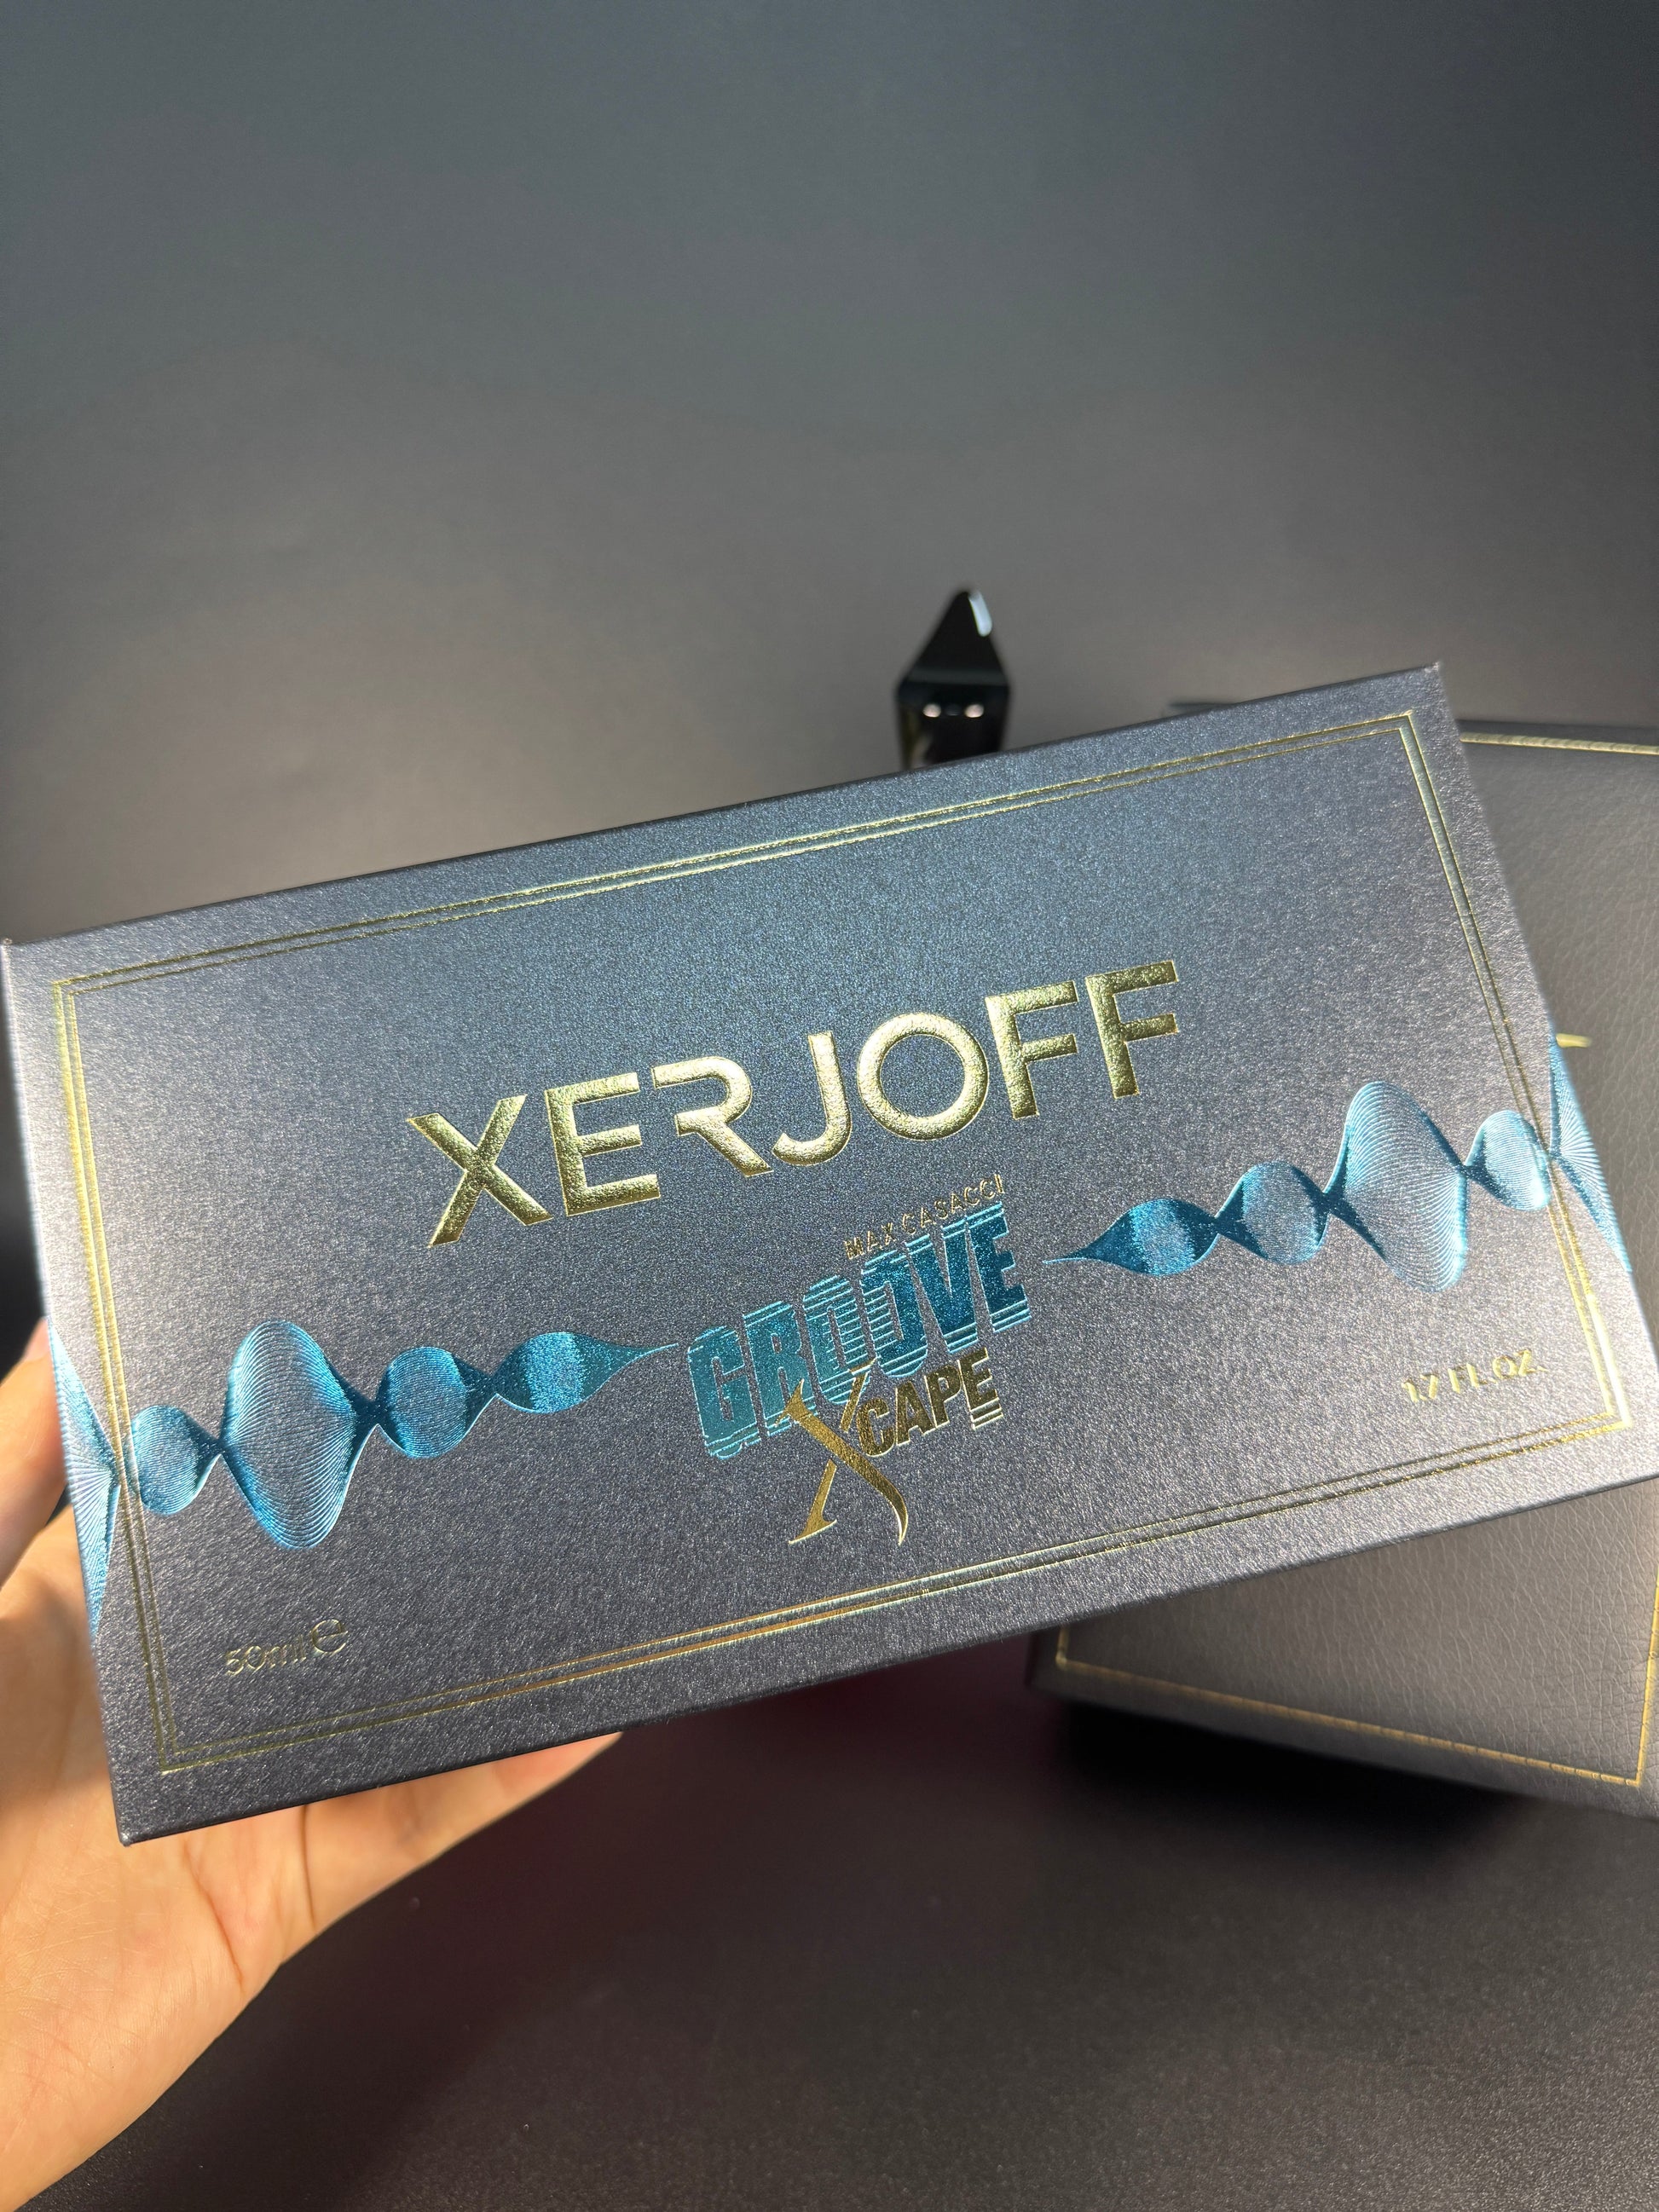 XERJOFF
MAX CASACCI
GROOVE
XCAPE
1.7 FL.OZ.
50ml e